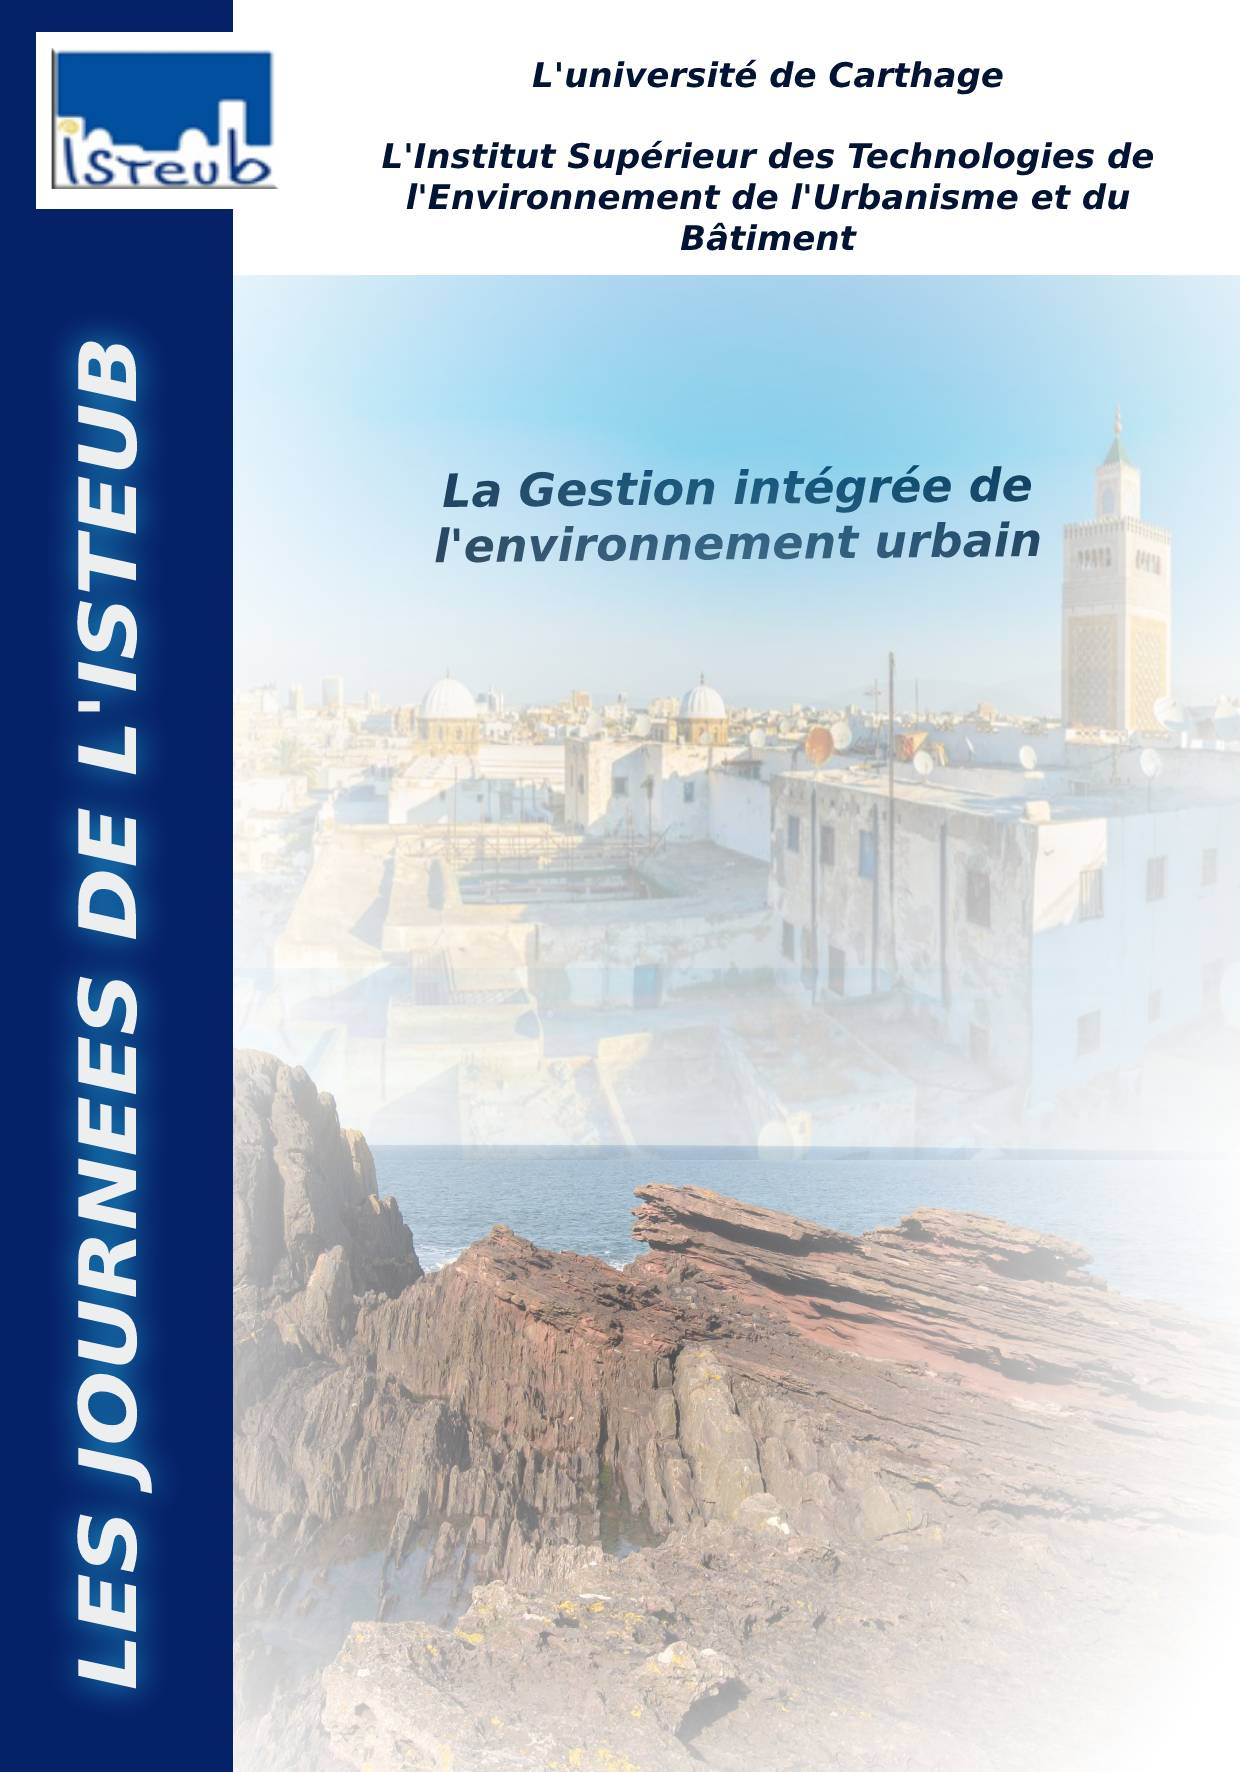 isteub
L'université de Carthage
L'Institut Supérieur des Technologies de
l'Environnement de l'Urbanisme et du
Bâtiment
LES JOURNEES DE L'ISTEUB
La Gestion intégrée de
l'environnement urbain